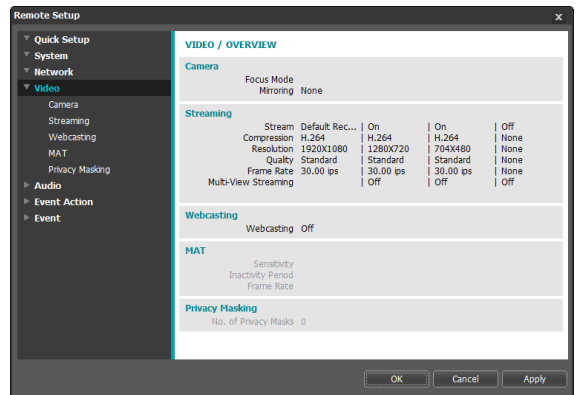 Remote Setup x
Quick Setup
System
Network
Video
Camera
Streaming
Webcasting
MAT
Privacy Masking
Audio
Event Action
Event
VIDEO / OVERVIEW
Camera
Focus Mode
Mirroring None
Streaming
Stream Default Rec... | On | On | Off
Compression H.264 | H.264 | H.264 | None
Resolution 1920X1080 | 1280X720 | 704X480 | None
Quality Standard | Standard | Standard | None
Frame Rate 30.00 ips | 30.00 ips | 30.00 ips | None
Multi-View Streaming | Off | Off | Off
Webcasting
Webcasting Off
MAT
Sensitivity
Inactivity Period
Frame Rate
Privacy Masking
No. of Privacy Masks 0
OK Cancel Apply